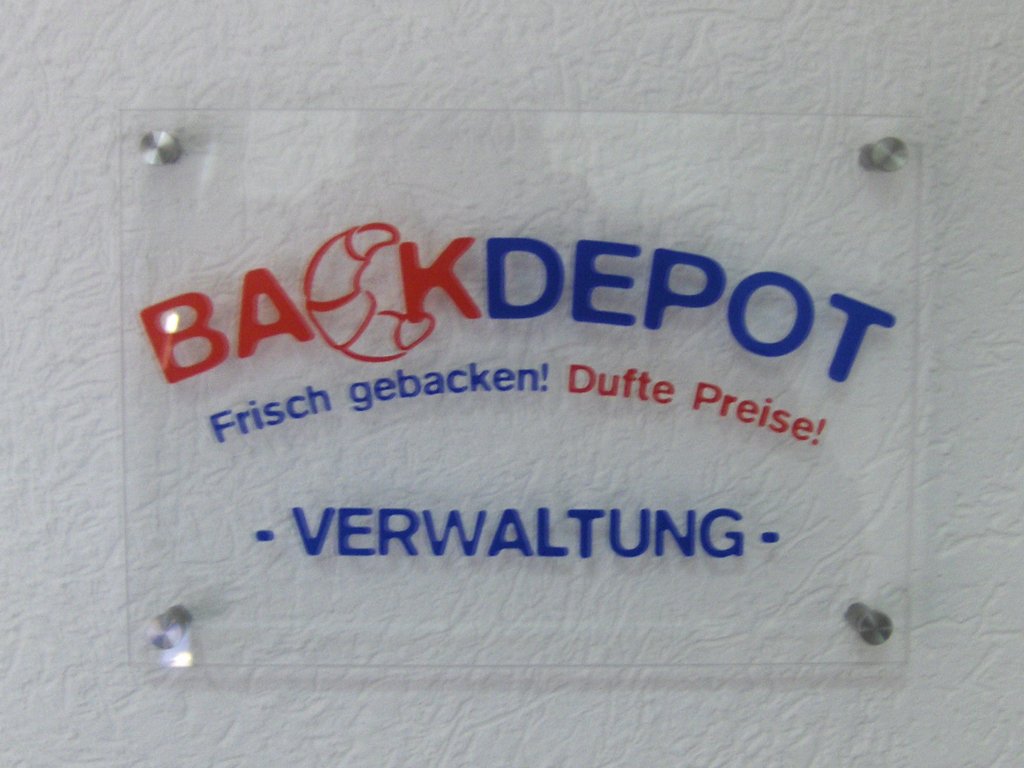 BACKDEPOT
Frisch gebacken! Dufte Preise!
- VERWALTUNG -